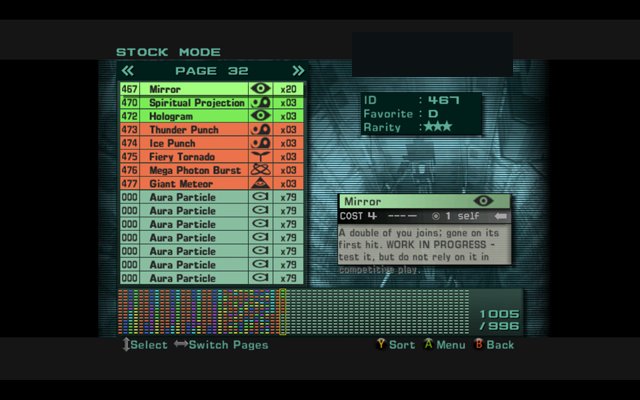 STOCK MODE
PAGE 32
467 Mirror x20
470 Spiritual Projection x03
472 Hologram x03
473 Thunder Punch x03
474 Ice Punch x03
475 Fiery Tornado x03
476 Mega Photon Burst x03
477 Giant Meteor x03
000 Aura Particle x79
000 Aura Particle x79
000 Aura Particle x79
000 Aura Particle x79
000 Aura Particle x79
000 Aura Particle x79
000 Aura Particle x79
ID : 467
Favorite : D
Rarity : ★★★
Mirror
COST 4 ---- 1 self
A double of you joins; gone on its
first hit. WORK IN PROGRESS -
test it, but do not rely on it in
competitive play.
1005
/996
Select Switch Pages Y Sort A Menu B Back